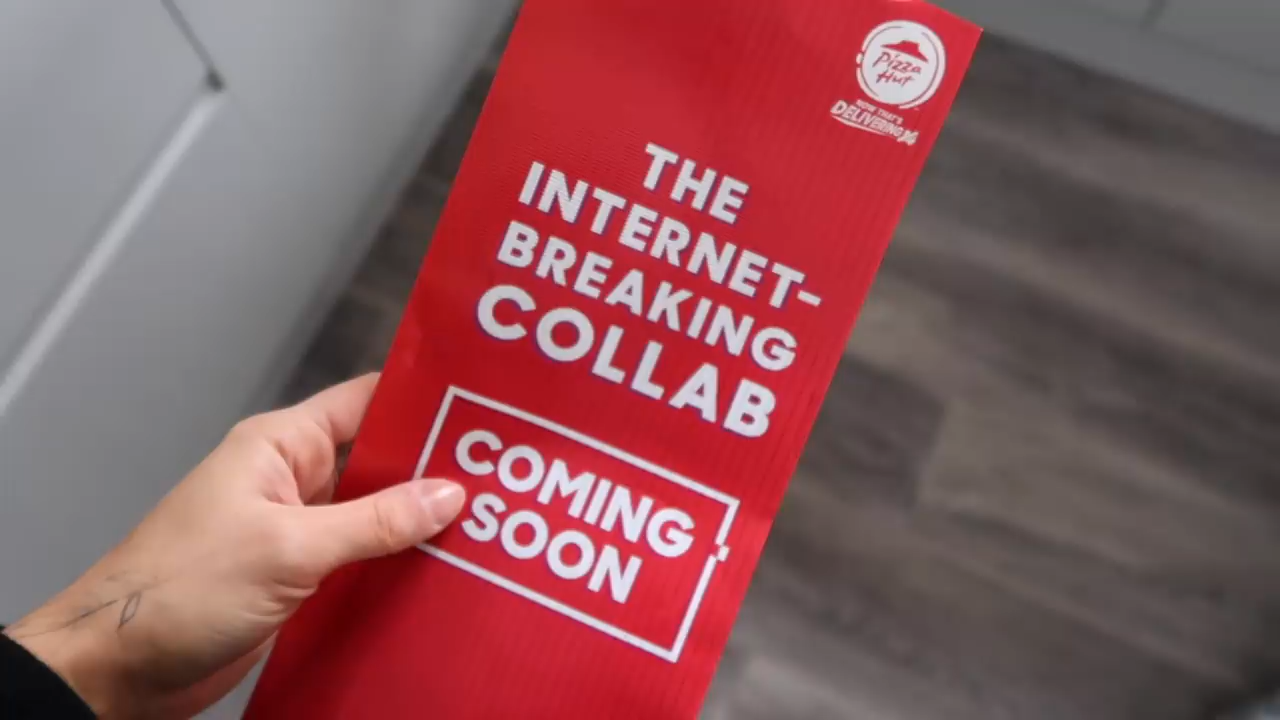 Pizza
Hut
NOW THAT'S
DELIVERING
THE
INTERNET-
BREAKING
COLLAB
COMING
SOON